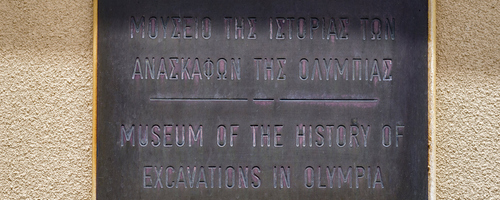 ΜΟΥΣΕΙΟ ΤΗΣ ΙΣΤΟΡΙΑΣ ΤΩΝ
ΑΝΑΣΚΑΦΩΝ ΤΗΣ ΟΛΥΜΠΙΑΣ
MUSEUM OF THE HISTORY OF
EXCAVATIONS IN OLYMPIA